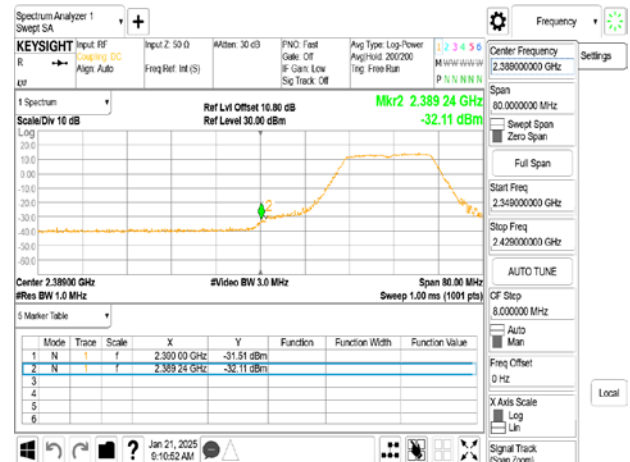 Spectrum Analyzer 1
Swept SA
Frequency
KEYSIGHT
R
Input: RF
Coupling: DC
Align: Auto
Input Z: 50 Ω
Freq Ref: Int (S)
#Atten: 30 dB
PNO: Fast
Gate: Off
IF Gain: Low
Sig Track: Off
Avg Type: Log-Power
Avg|Hold: 200/200
Trig: Free Run
1 2 3 4 5 6
M W W W W W
P N N N N N
1 Spectrum
Scale/Div 10 dB
Log
Ref Lvl Offset 10.80 dB
Ref Level 30.00 dBm
Mkr2 2.389 24 GHz
-32.11 dBm
20.0
10.0
0.00
-10.0
-20.0
-30.0
-40.0
-50.0
-60.0
2
Center 2.38900 GHz
#Res BW 1.0 MHz
#Video BW 3.0 MHz
Span 80.00 MHz
Sweep 1.00 ms (1001 pts)
5 Marker Table
Mode Trace Scale X Y Function Function Width Function Value
1 N 1 f 2.390 00 GHz -31.51 dBm
2 N 1 f 2.389 24 GHz -32.11 dBm
3
4
5
6
Jan 21, 2025
9:10:52 AM
Center Frequency
2.389000000 GHz
Settings
Span
80.0000000 MHz
Swept Span
Zero Span
Full Span
Start Freq
2.349000000 GHz
Stop Freq
2.429000000 GHz
AUTO TUNE
CF Step
8.000000 MHz
Auto
Man
Freq Offset
0 Hz
X Axis Scale
Log
Lin
Local
Signal Track
(Span Zoom)